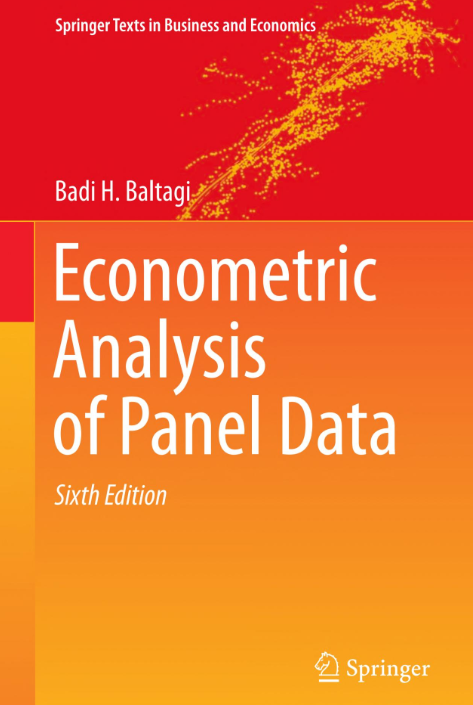 Springer Texts in Business and Economics
Badi H. Baltagi
Econometric
Analysis
of Panel Data
Sixth Edition
Springer